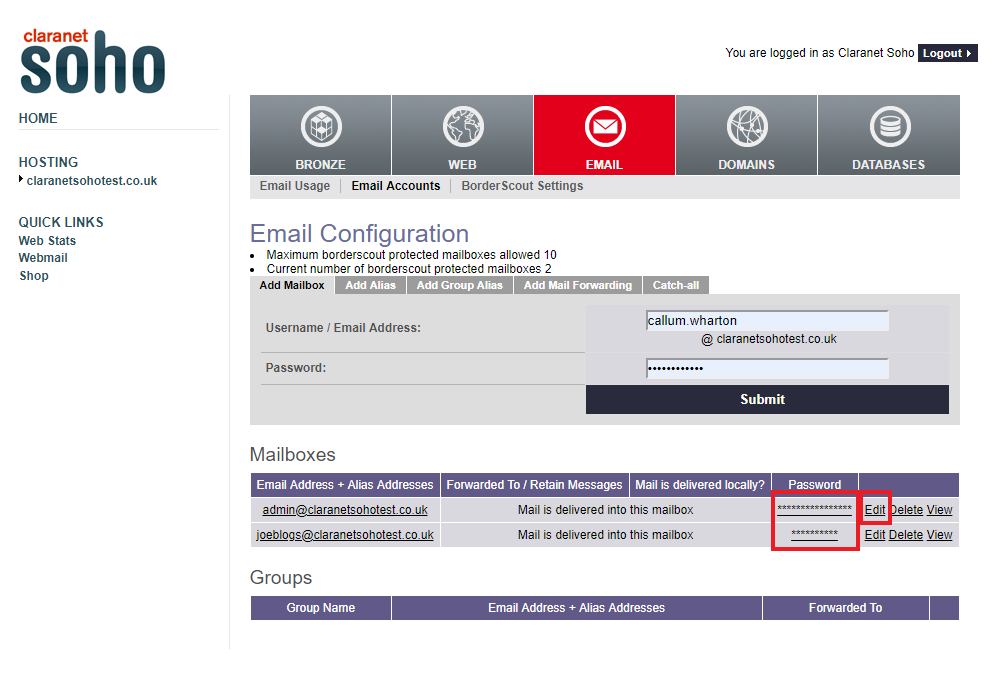 claranet
soho
You are logged in as Claranet Soho Logout
HOME
HOSTING
claranetsohotest.co.uk
QUICK LINKS
Web Stats
Webmail
Shop
BRONZE WEB EMAIL DOMAINS DATABASES
Email Usage Email Accounts BorderScout Settings
Email Configuration
Maximum borderscout protected mailboxes allowed 10
Current number of borderscout protected mailboxes 2
Add Mailbox Add Alias Add Group Alias Add Mail Forwarding Catch-all
Username / Email Address: callum.wharton
@ claranetsohotest.co.uk
Password: ••••••••••••
Submit
Mailboxes
Email Address + Alias Addresses Forwarded To / Retain Messages Mail is delivered locally? Password
admin@claranetsohotest.co.uk Mail is delivered into this mailbox **************** Edit Delete View
joeblogs@claranetsohotest.co.uk Mail is delivered into this mailbox ********** Edit Delete View
Groups
Group Name Email Address + Alias Addresses Forwarded To